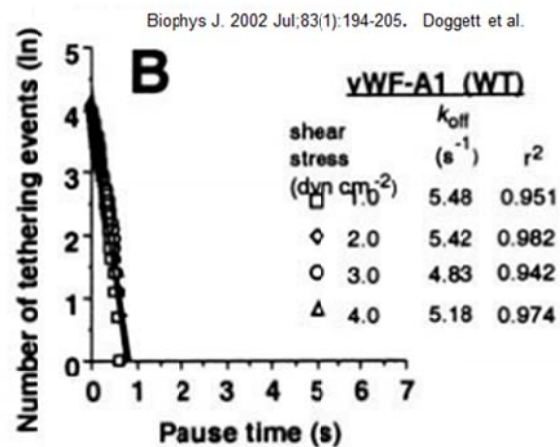 Biophys J. 2002 Jul;83(1):194-205. Doggett et al.
B
vWF-A1 (WT)
shear stress (dyn cm-2)
koff (s-1)
r2
1.0 5.48 0.951
2.0 5.42 0.982
3.0 4.83 0.942
4.0 5.18 0.974
Number of tethering events (ln)
5
4
3
2
1
0
0 1 2 3 4 5 6 7
Pause time (s)